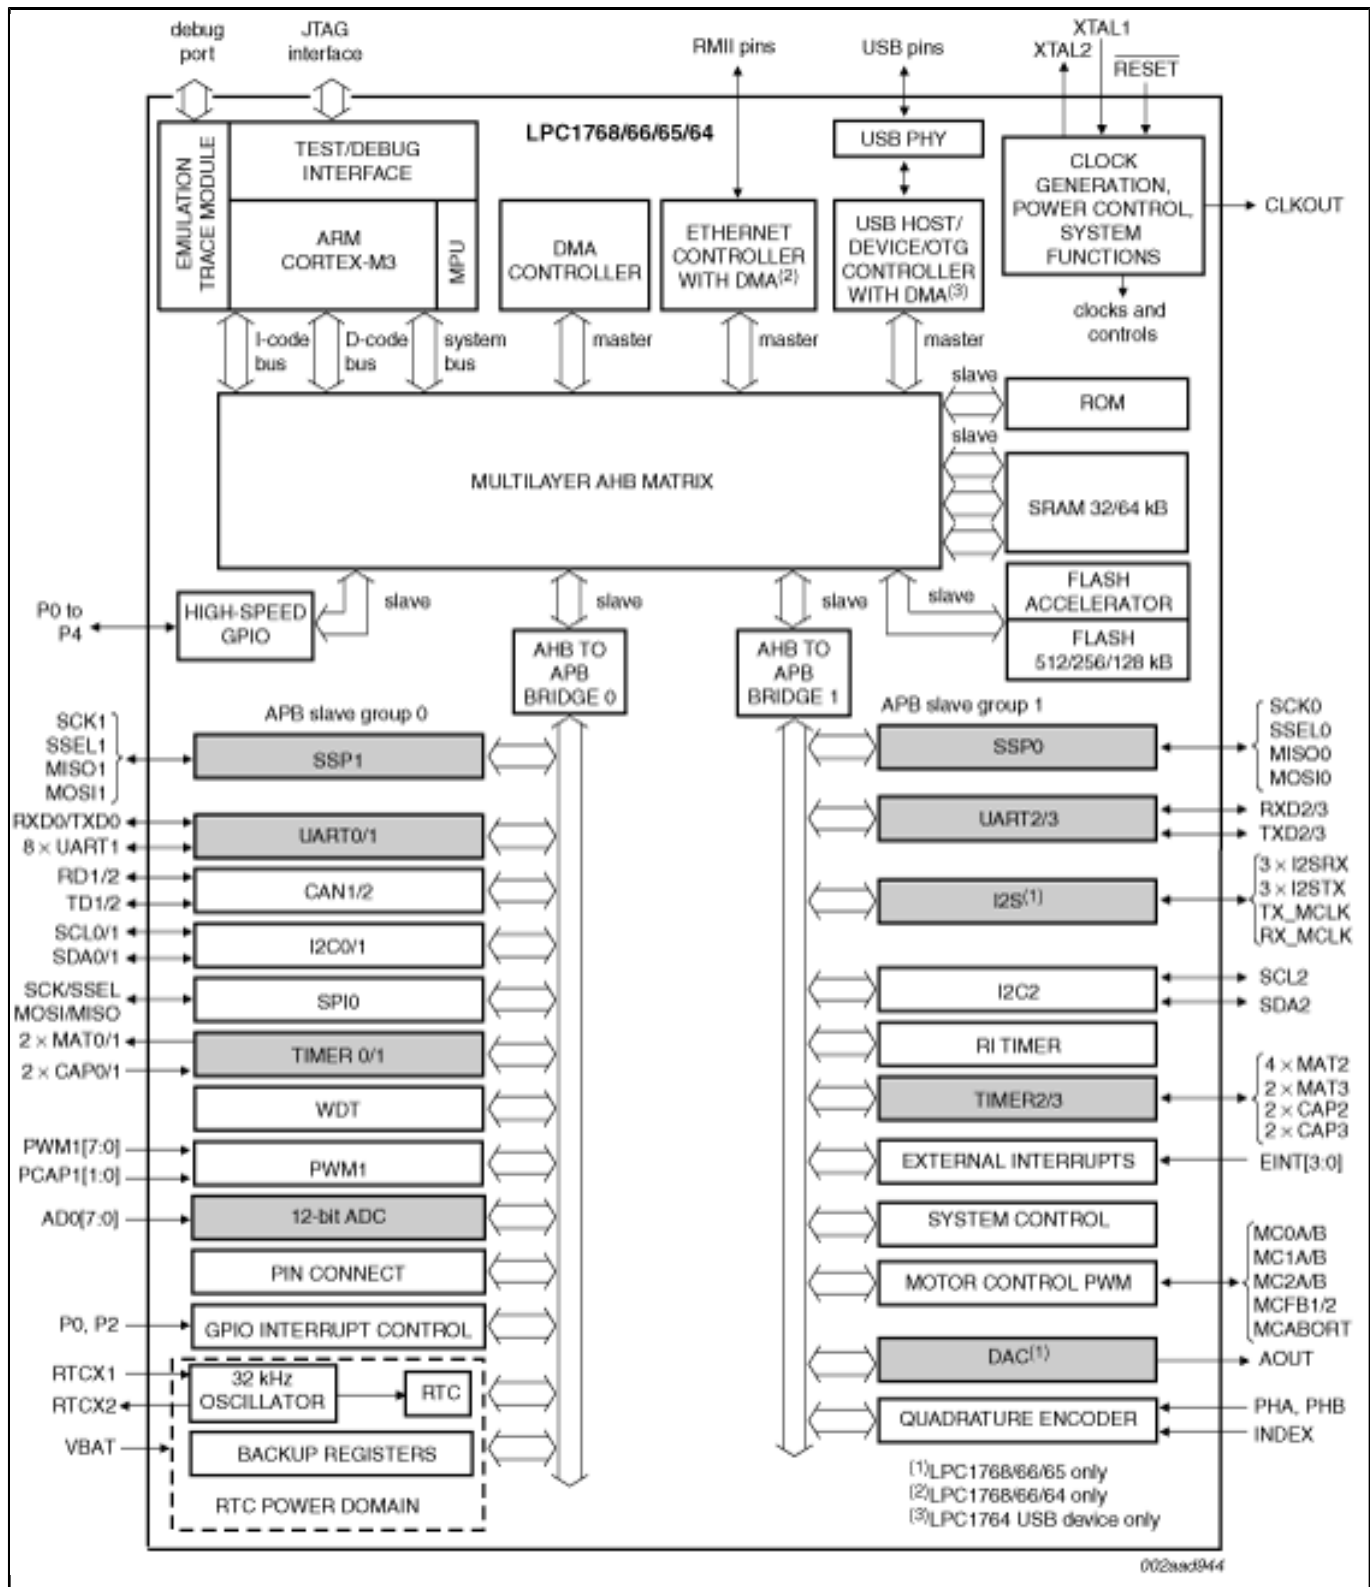 debug
port
JTAG
interface
RMII pins
USB pins
XTAL1
XTAL2
RESET
LPC1768/66/65/64
EMULATION
TRACE MODULE
TEST/DEBUG
INTERFACE
ARM
CORTEX-M3
MPU
DMA
CONTROLLER
ETHERNET
CONTROLLER
WITH DMA(2)
USB PHY
USB HOST/
DEVICE/OTG
CONTROLLER
WITH DMA(3)
CLOCK
GENERATION,
POWER CONTROL,
SYSTEM
FUNCTIONS
CLKOUT
clocks and
controls
I-code
bus
D-code
bus
system
bus
master
master
master
slave
ROM
slave
SRAM 32/64 kB
MULTILAYER AHB MATRIX
FLASH
ACCELERATOR
FLASH
512/256/128 kB
P0 to
P4
HIGH-SPEED
GPIO
slave
slave
slave
slave
AHB TO
APB
BRIDGE 0
AHB TO
APB
BRIDGE 1
APB slave group 0
APB slave group 1
SCK1
SSEL1
MISO1
MOSI1
SSP1
RXD0/TXD0
8 × UART1
UART0/1
RD1/2
TD1/2
CAN1/2
SCL0/1
SDA0/1
I2C0/1
SCK/SSEL
MOSI/MISO
SPI0
2 × MAT0/1
2 × CAP0/1
TIMER 0/1
WDT
PWM1[7:0]
PCAP1[1:0]
PWM1
AD0[7:0]
12-bit ADC
PIN CONNECT
P0, P2
GPIO INTERRUPT CONTROL
RTCX1
RTCX2
32 kHz
OSCILLATOR
RTC
VBAT
BACKUP REGISTERS
RTC POWER DOMAIN
SSP0
SCK0
SSEL0
MISO0
MOSI0
UART2/3
RXD2/3
TXD2/3
I2S(1)
3 × I2SRX
3 × I2STX
TX_MCLK
RX_MCLK
I2C2
SCL2
SDA2
RI TIMER
TIMER2/3
4 × MAT2
2 × MAT3
2 × CAP2
2 × CAP3
EXTERNAL INTERRUPTS
EINT[3:0]
SYSTEM CONTROL
MOTOR CONTROL PWM
MC0A/B
MC1A/B
MC2A/B
MCFB1/2
MCABORT
DAC(1)
AOUT
QUADRATURE ENCODER
PHA, PHB
INDEX
(1)LPC1768/66/65 only
(2)LPC1768/66/64 only
(3)LPC1764 USB device only
002aad944